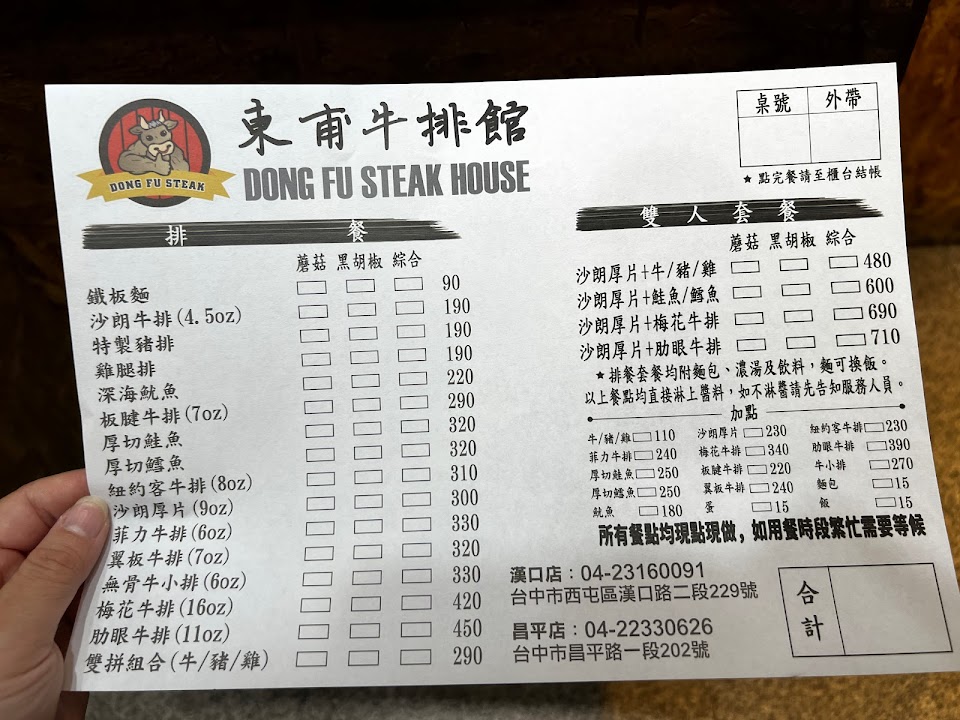 DONG FU STEAK
東甫牛排館
DONG FU STEAK HOUSE
桌號 外帶
★點完餐請至櫃台結帳
排餐
蘑菇 黑胡椒 綜合
鐵板麵 90
沙朗牛排(4.5oz) 190
特製豬排 190
雞腿排 190
深海魷魚 220
板腱牛排(7oz) 290
厚切鮭魚 320
厚切鱈魚 320
紐約客牛排(8oz) 310
沙朗厚片(9oz) 300
菲力牛排(6oz) 330
翼板牛排(7oz) 320
無骨牛小排(6oz) 330
梅花牛排(16oz) 420
肋眼牛排(11oz) 450
雙拼組合(牛/豬/雞) 290
雙人套餐
蘑菇 黑胡椒 綜合
沙朗厚片+牛/豬/雞 480
沙朗厚片+鮭魚/鱈魚 600
沙朗厚片+梅花牛排 690
沙朗厚片+肋眼牛排 710
★排餐套餐均附麵包、濃湯及飲料，麵可換飯。
以上餐點均直接淋上醬料，如不淋醬請先告知服務人員。
加點
牛/豬/雞 110 沙朗厚片 230 紐約客牛排 230
菲力牛排 240 梅花牛排 340 肋眼牛排 390
厚切鮭魚 250 板腱牛排 220 牛小排 270
厚切鱈魚 250 翼板牛排 240 麵包 15
魷魚 180 蛋 15 飯 15
所有餐點均現點現做，如用餐時段繁忙需要等候
漢口店：04-23160091
台中市西屯區漢口路二段229號
昌平店：04-22330626
台中市昌平路一段202號
合計